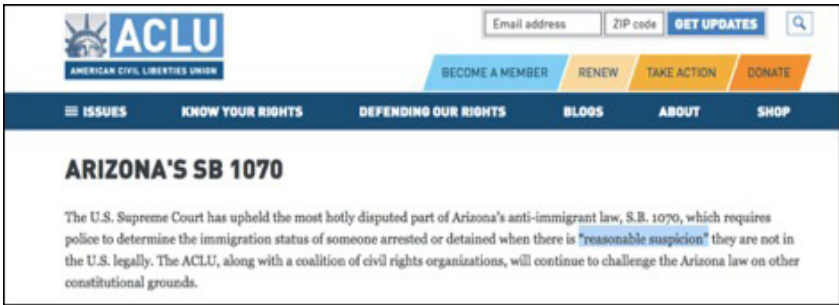 Email address ZIP code GET UPDATES
ACLU
AMERICAN CIVIL LIBERTIES UNION
BECOME A MEMBER RENEW TAKE ACTION DONATE
ISSUES KNOW YOUR RIGHTS DEFENDING OUR RIGHTS BLOGS ABOUT SHOP
ARIZONA'S SB 1070
The U.S. Supreme Court has upheld the most hotly disputed part of Arizona's anti-immigrant law, S.B. 1070, which requires
police to determine the immigration status of someone arrested or detained when there is "reasonable suspicion" they are not in
the U.S. legally. The ACLU, along with a coalition of civil rights organizations, will continue to challenge the Arizona law on other
constitutional grounds.